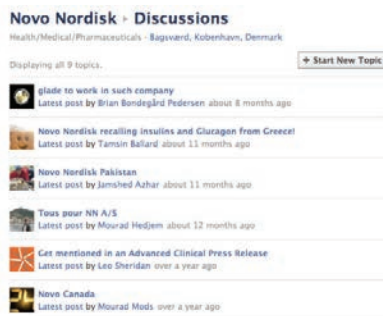 Novo Nordisk ▸ Discussions
Health/Medical/Pharmaceuticals - Bagsværd, Kobenhavn, Denmark
Displaying all 9 topics.
+ Start New Topic
glade to work in such company
Latest post by Brian Bondegård Pedersen about 8 months ago
Novo Nordisk recalling insulins and Glucagon from Greece!
Latest post by Tamsin Ballard about 11 months ago
Novo Nordisk Pakistan
Latest post by Jamshed Azhar about 11 months ago
Tous pour NN A/S
Latest post by Mourad Hedjem about 12 months ago
Get mentioned in an Advanced Clinical Press Release
Latest post by Leo Sheridan over a year ago
Novo Canada
Latest post by Mourad Mods over a year ago